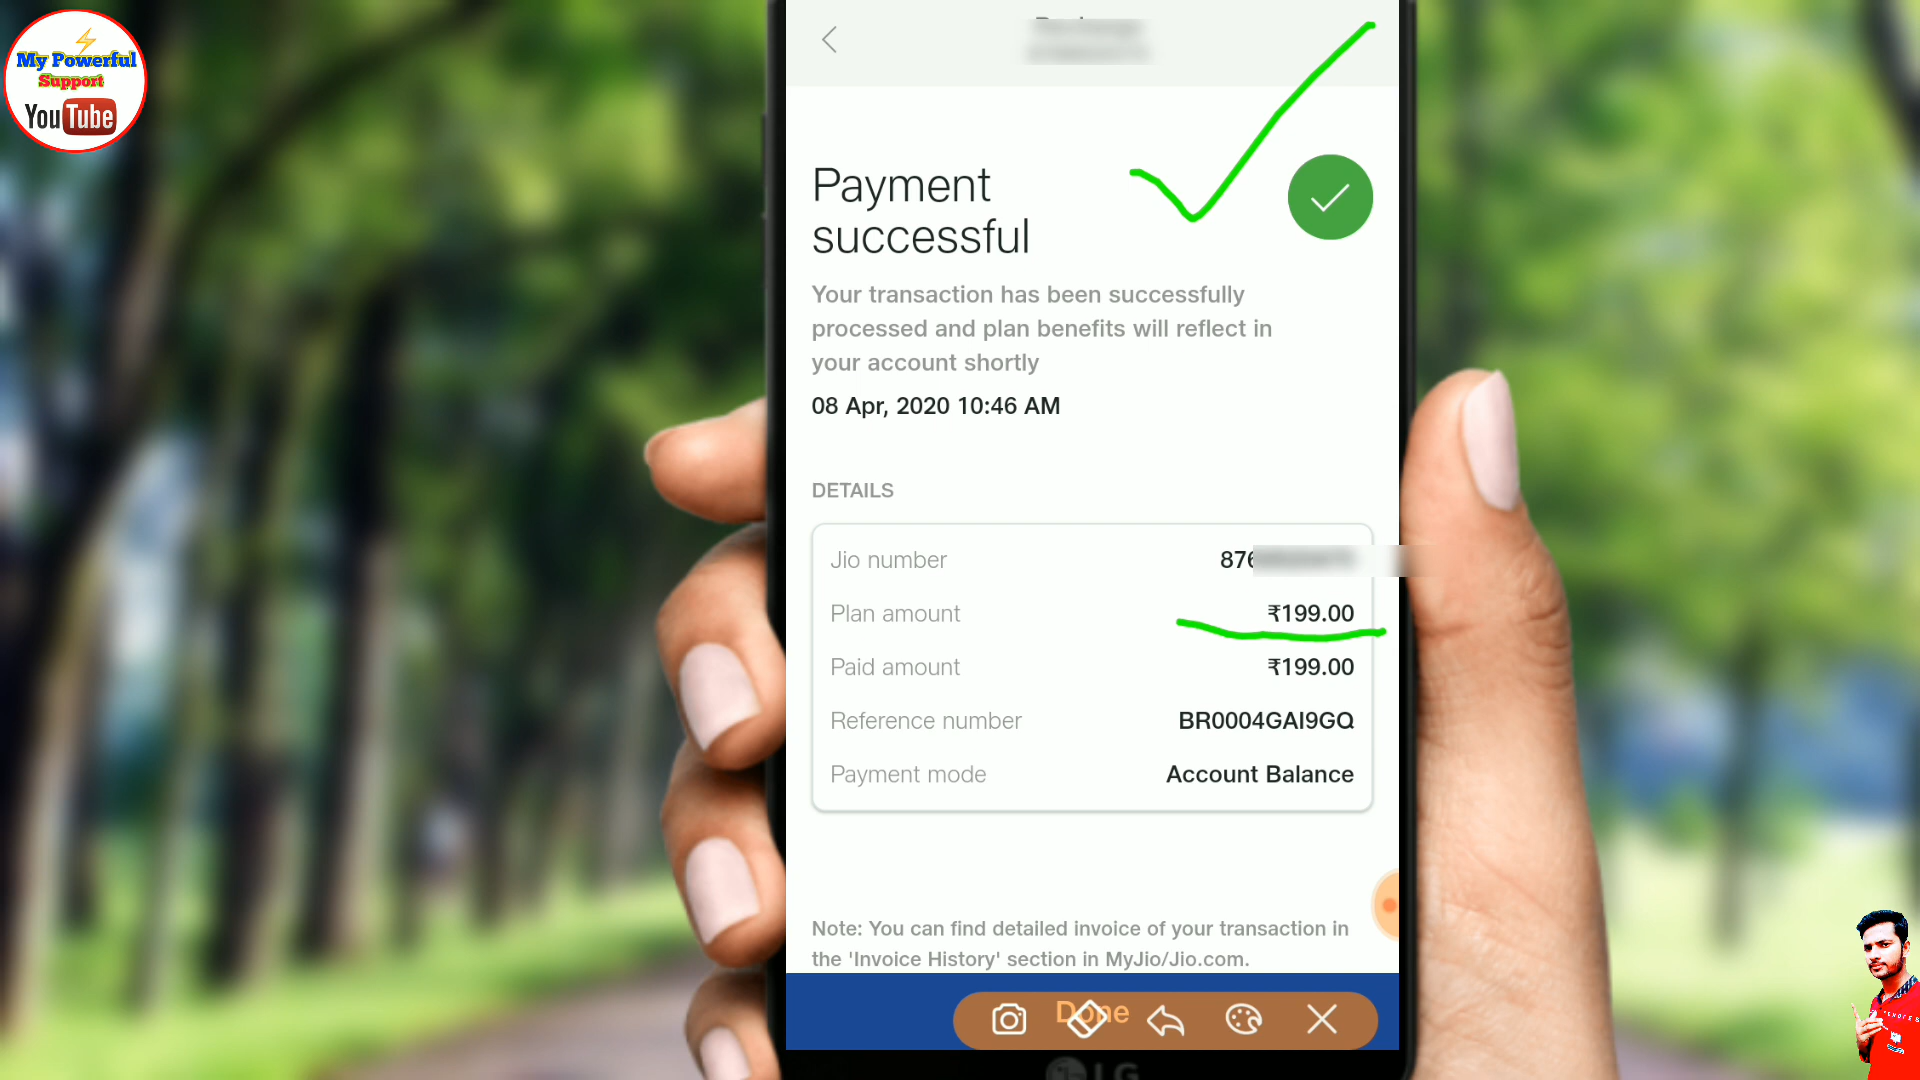 My Powerful
Support
YouTube
Payment
successful
Your transaction has been successfully
processed and plan benefits will reflect in
your account shortly
08 Apr, 2020 10:46 AM
DETAILS
Jio number 876
Plan amount ₹199.00
Paid amount ₹199.00
Reference number BR0004GAI9GQ
Payment mode Account Balance
Note: You can find detailed invoice of your transaction in
the 'Invoice History' section in MyJio/Jio.com.
Done
LG